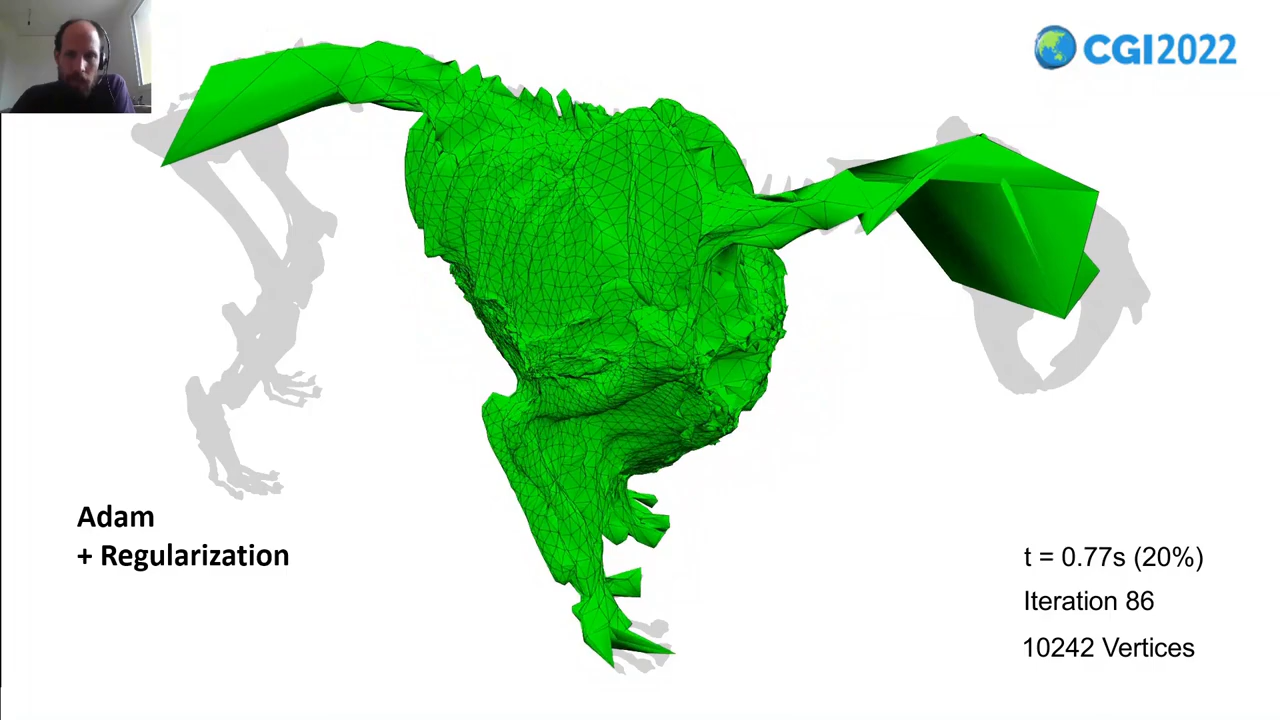 CGI2022
Adam
+ Regularization
t = 0.77s (20%)
Iteration 86
10242 Vertices